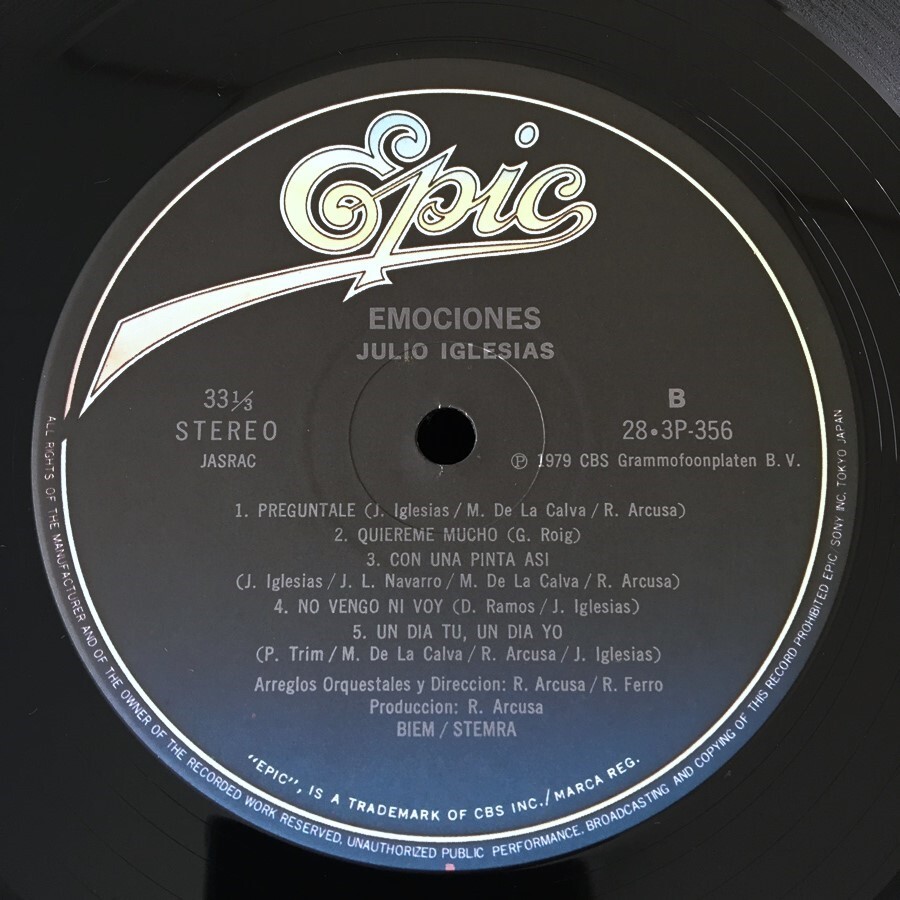 Epic
EMOCIONES
JULIO IGLESIAS
33 1/3
STEREO
JASRAC
B
28・3P-356
Ⓟ 1979 CBS Grammofoonplaten B. V.
1. PREGUNTALE (J. Iglesias / M. De La Calva / R. Arcusa)
2. QUIEREME MUCHO (G. Roig)
3. CON UNA PINTA ASI
(J. Iglesias / J. L. Navarro / M. De La Calva / R. Arcusa)
4. NO VENGO NI VOY (D. Ramos / J. Iglesias)
5. UN DIA TU, UN DIA YO
(P. Trim / M. De La Calva / R. Arcusa / J. Iglesias)
Arreglos Orquestales y Direccion: R. Arcusa / R. Ferro
Produccion: R. Arcusa
BIEM / STEMRA
"EPIC", IS A TRADEMARK OF CBS INC./MARCA REG.
ALL RIGHTS OF THE MANUFACTURER AND OF THE OWNER OF THE RECORDED WORK RESERVED. UNAUTHORIZED PUBLIC PERFORMANCE, BROADCASTING AND COPYING OF THIS RECORD PROHIBITED EPIC, SONY INC. TOKYO JAPAN